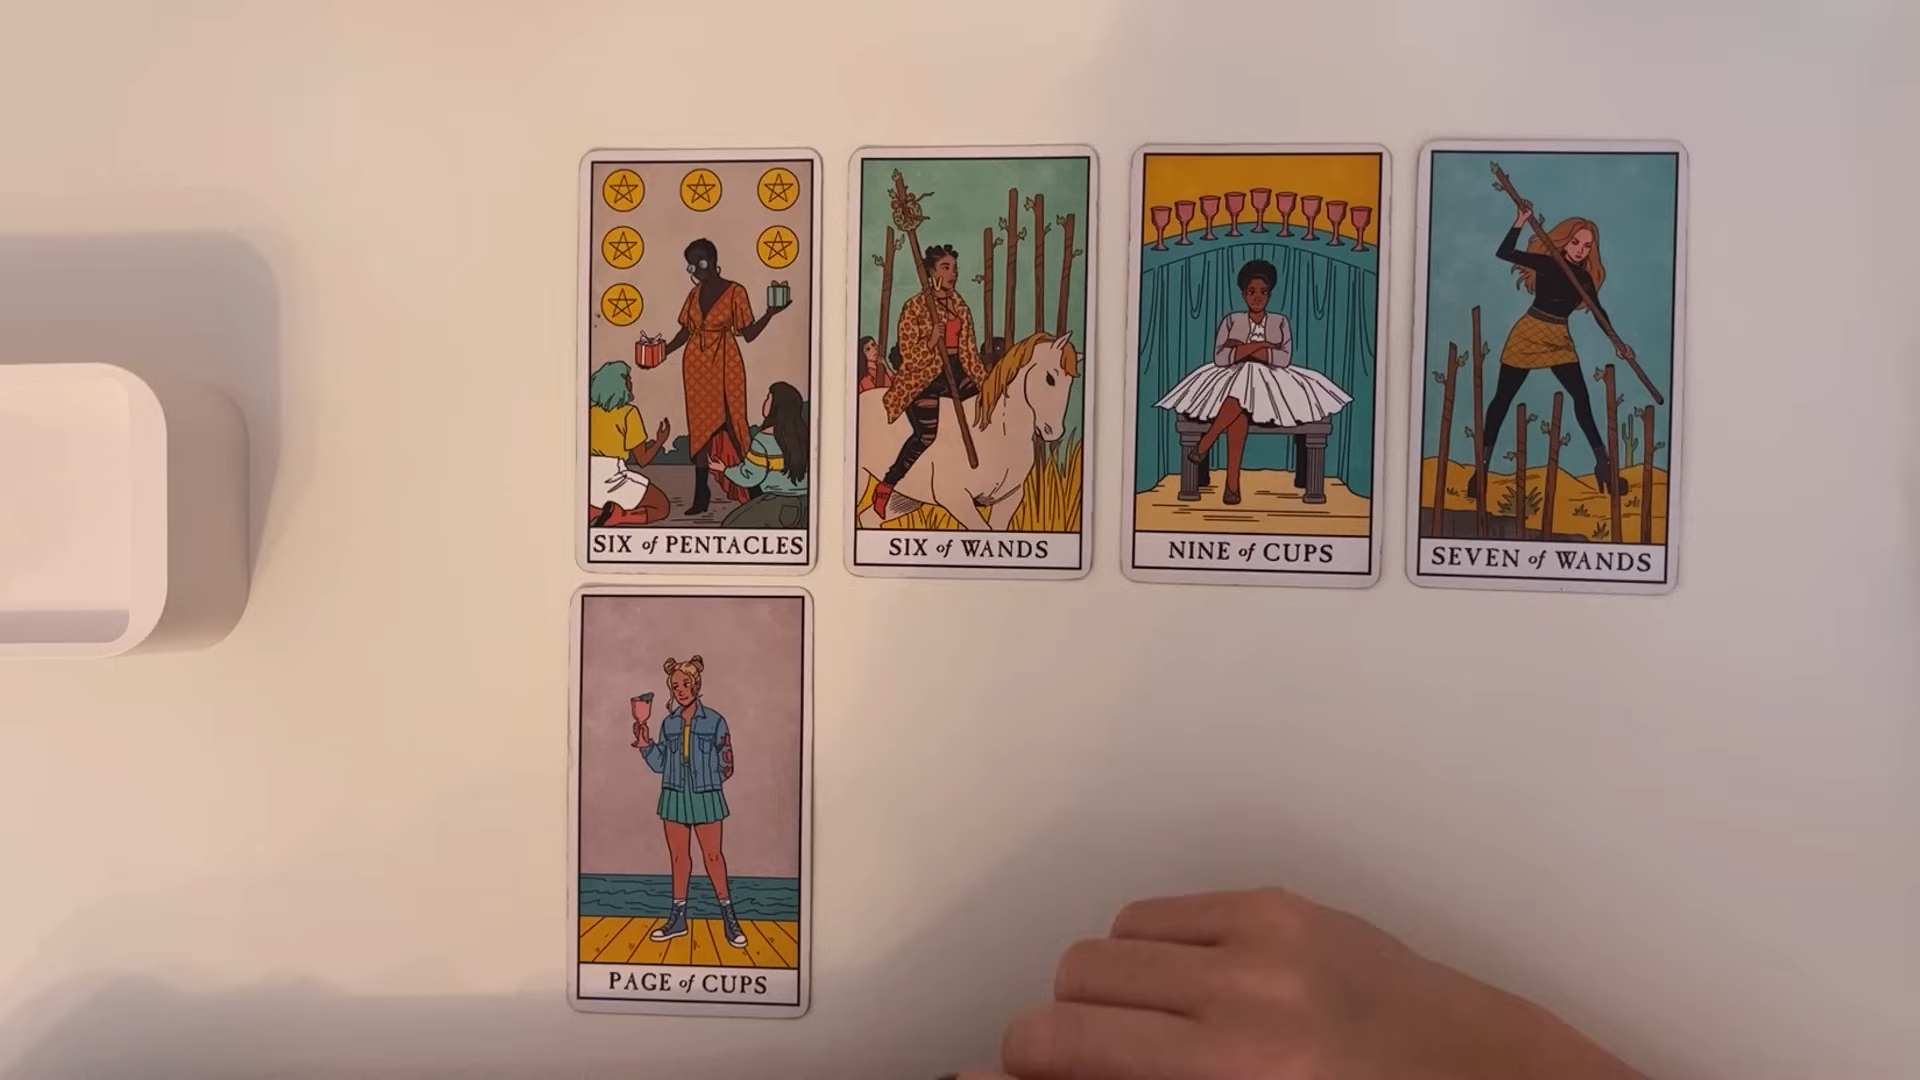 SIX of PENTACLES
SIX of WANDS
NINE of CUPS
SEVEN of WANDS
PAGE of CUPS